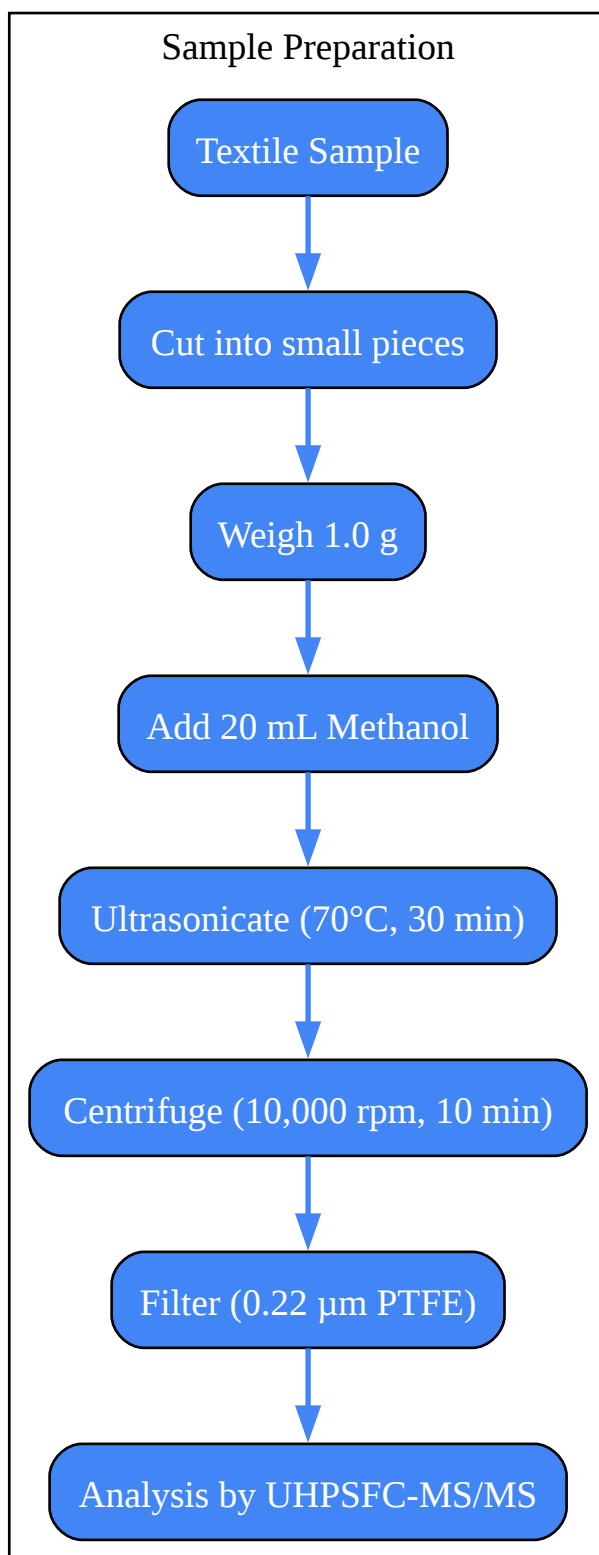 Sample Preparation
Textile Sample
Cut into small pieces
Weigh 1.0 g
Add 20 mL Methanol
Ultrasonicate (70°C, 30 min)
Centrifuge (10,000 rpm, 10 min)
Filter (0.22 µm PTFE)
Analysis by UHPSFC-MS/MS